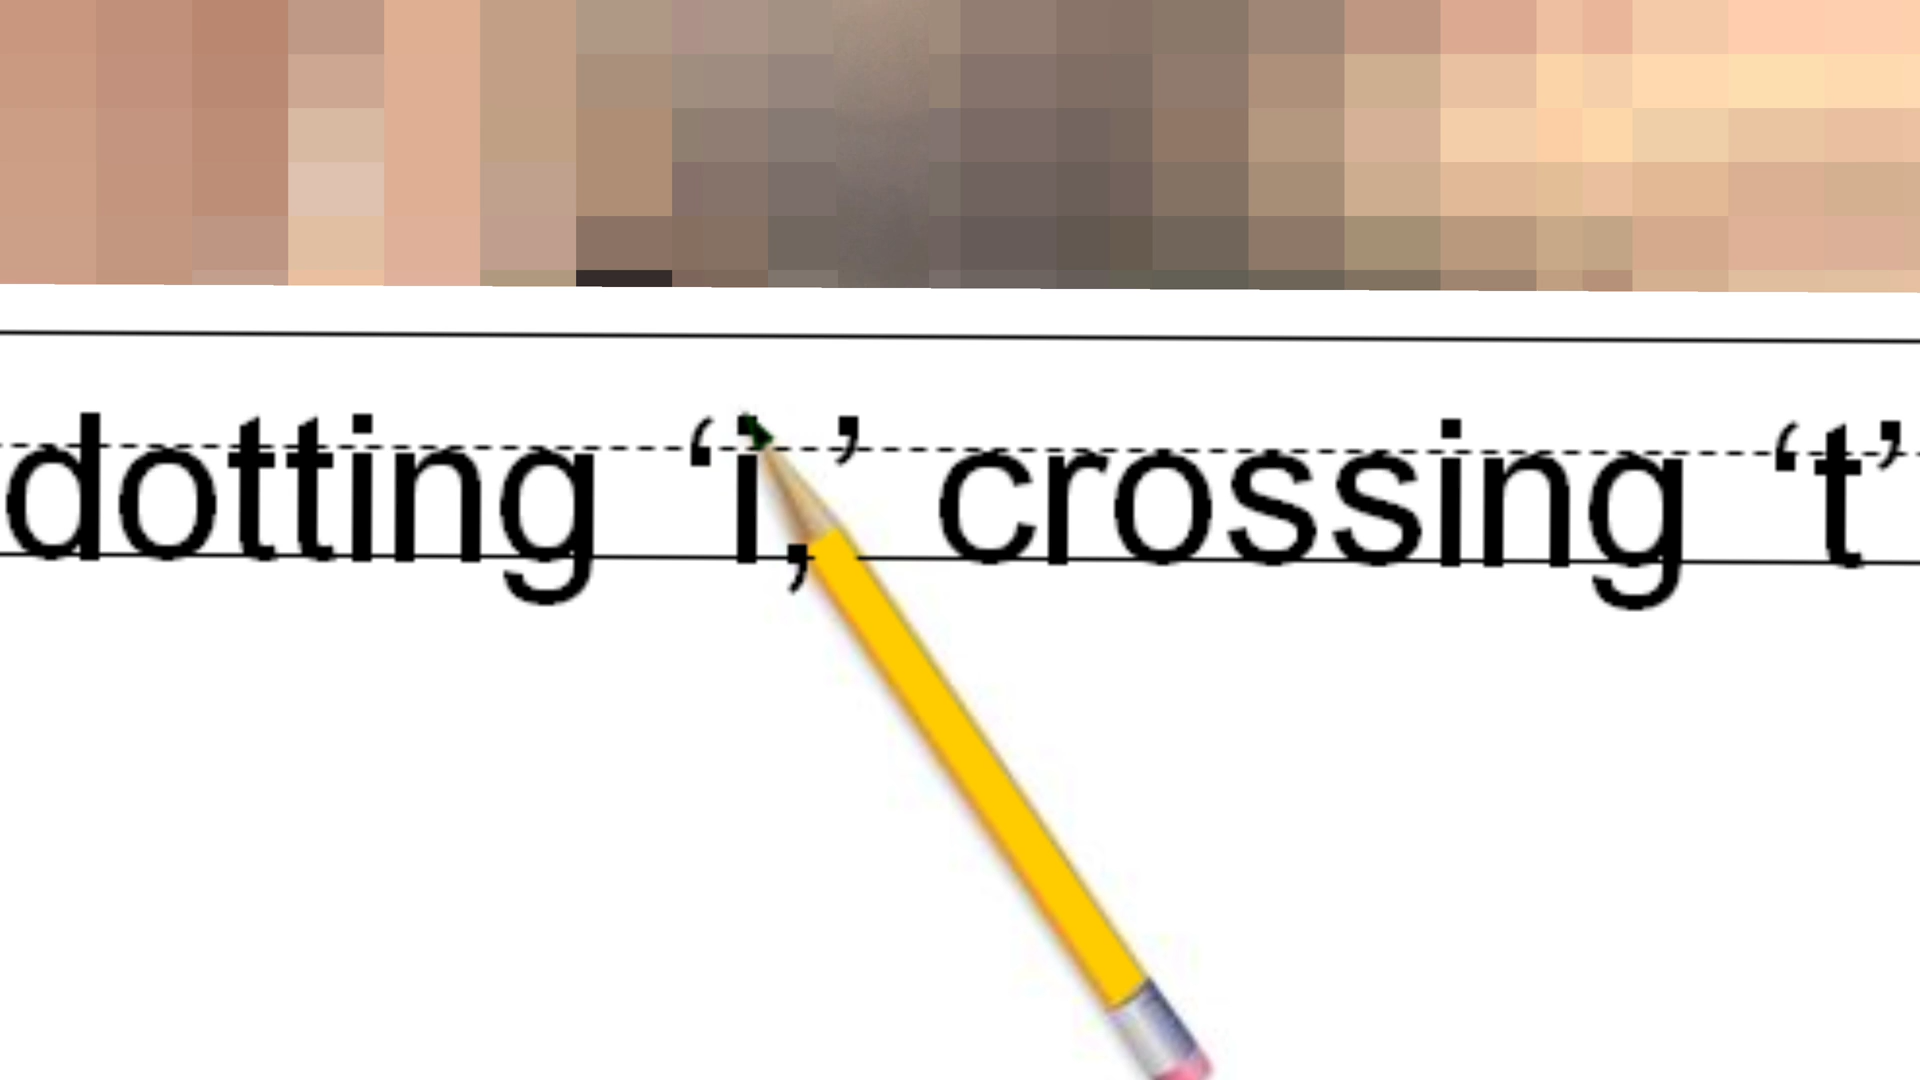 dotting ‘i,’ crossing ‘t’